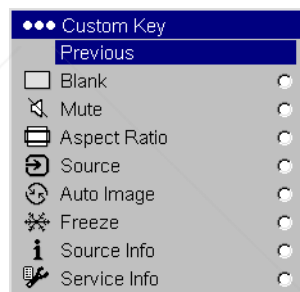 Custom Key
Previous
Blank
Mute
Aspect Ratio
Source
Auto Image
Freeze
Source Info
Service Info